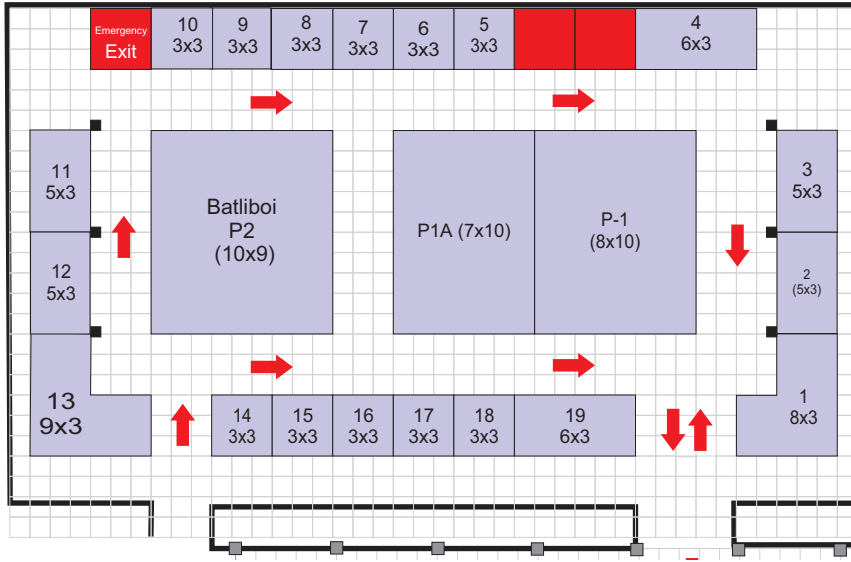 Emergency
Exit
10
3x3
9
3x3
8
3x3
7
3x3
6
3x3
5
3x3
4
6x3
11
5x3
Batliboi
P2
(10x9)
P1A (7x10)
P-1
(8x10)
3
5x3
12
5x3
2
(5x3)
13
9x3
14
3x3
15
3x3
16
3x3
17
3x3
18
3x3
19
6x3
1
8x3